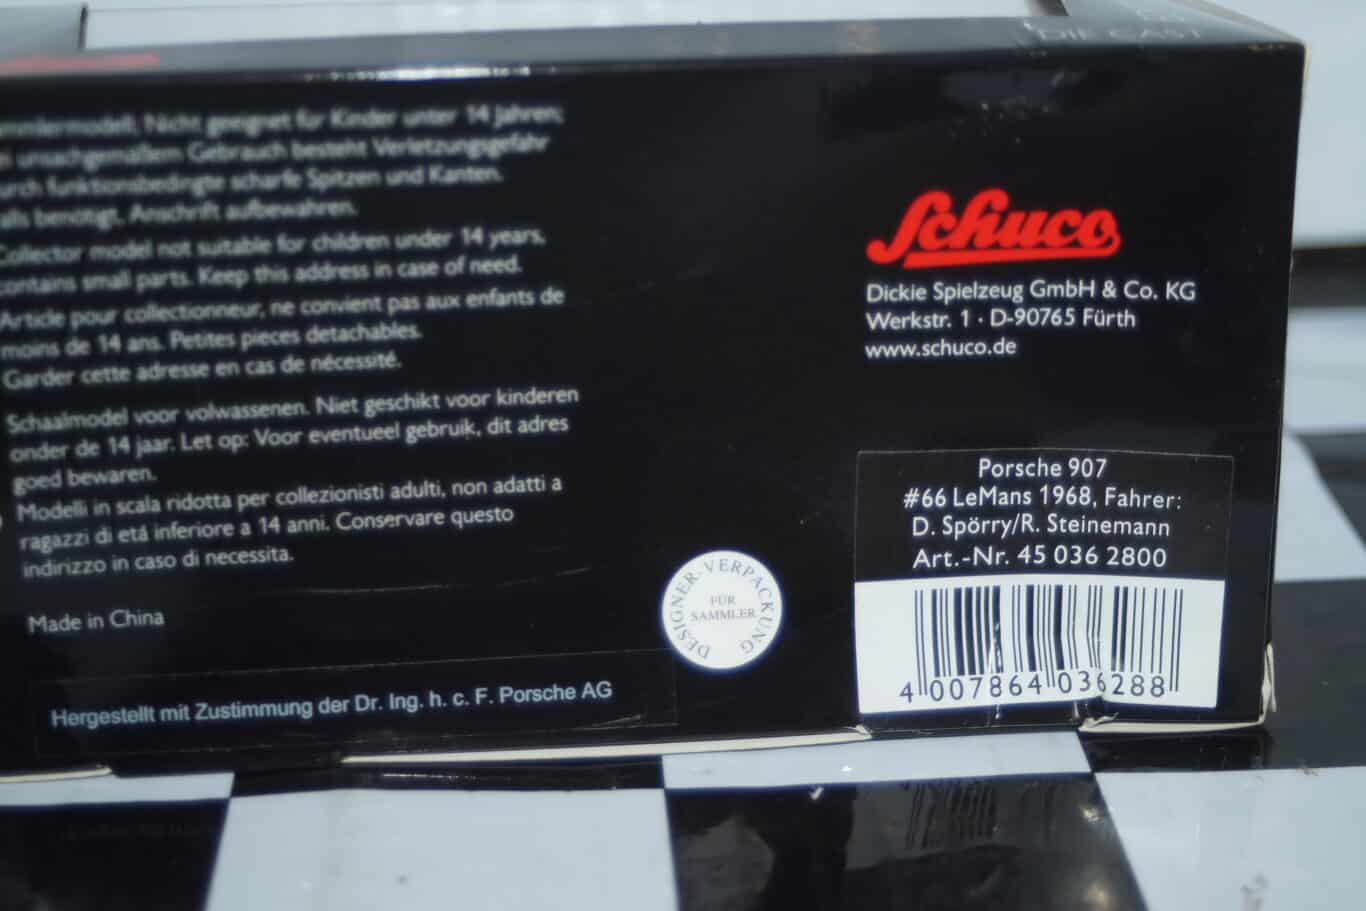 DIE CAST
mmlermodell. Nicht geeignet für Kinder unter 14 Jahren;
unsachgemäßem Gebrauch besteht Verletzungsgefahr
urch funktionsbedingte scharfe Spitzen und Kanten.
alls benötigt, Anschrift aufbewahren.
Collector model not suitable for children under 14 years,
contains small parts. Keep this address in case of need.
Article pour collectionneur, ne convient pas aux enfants de
moins de 14 ans. Petites pieces detachables.
Garder cette adresse en cas de nécessité.
Schaalmodel voor volwassenen. Niet geschikt voor kinderen
onder de 14 jaar. Let op: Voor eventueel gebruik, dit adres
goed bewaren.
Modelli in scala ridotta per collezionisti adulti, non adatti a
ragazzi di etá inferiore a 14 anni. Conservare questo
indirizzo in caso di necessita.
Made in China
Hergestellt mit Zustimmung der Dr. Ing. h. c. F. Porsche AG
DESIGNER-VERPACKUNG
FÜR
SAMMLER
Schuco
Dickie Spielzeug GmbH & Co. KG
Werkstr. 1 · D-90765 Fürth
www.schuco.de
Porsche 907
#66 LeMans 1968, Fahrer:
D. Spörry/R. Steinemann
Art.-Nr. 45 036 2800
4 007864 036288